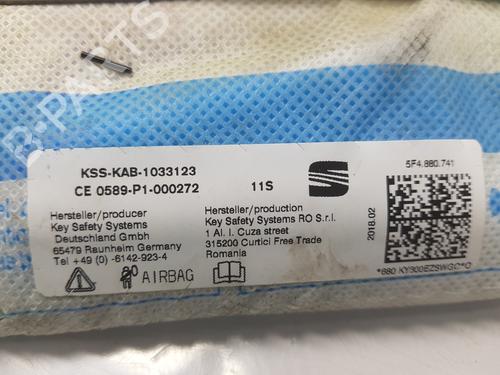 B-PARTS
KSS-KAB-1033123
CE 0589-P1-000272
11S
5F4.880.741
Hersteller/producer
Key Safety Systems
Deutschland Gmbh
65479 Raunheim Germany
Tel +49 (0) -6142-923-4
Hersteller/production
Key Safety Systems RO S.r.l.
1 Al. I. Cuza street
315200 Curtici Free Trade
Romania
2018.02
AIRBAG
*680 KY300EZSWGC*O